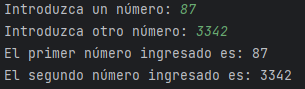 Introduzca un número: 87
Introduzca otro número: 3342
El primer número ingresado es: 87
El segundo número ingresado es: 3342